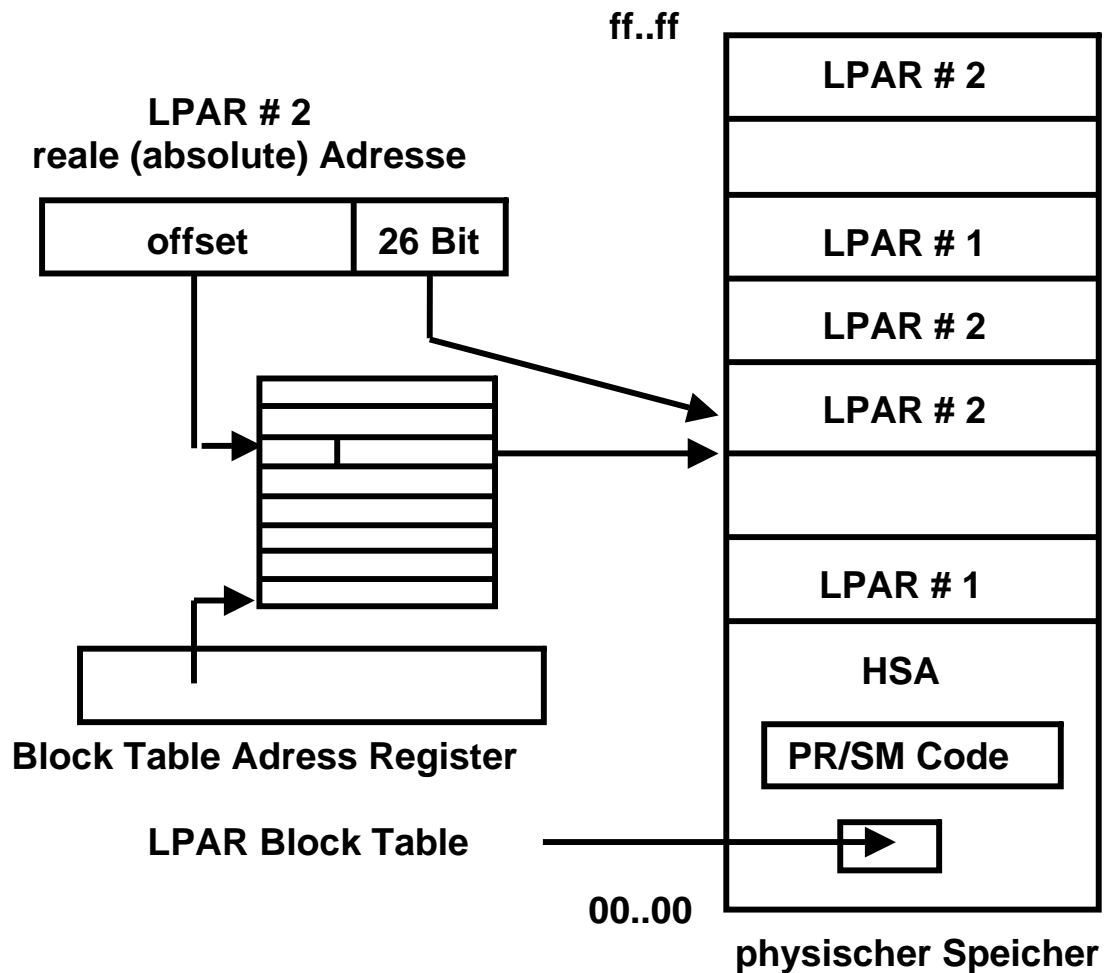 ff..ff
LPAR # 2
LPAR # 2
reale (absolute) Adresse
offset
26 Bit
LPAR # 1
LPAR # 2
LPAR # 2
LPAR # 1
HSA
Block Table Adress Register
PR/SM Code
LPAR Block Table
00..00
physischer Speicher